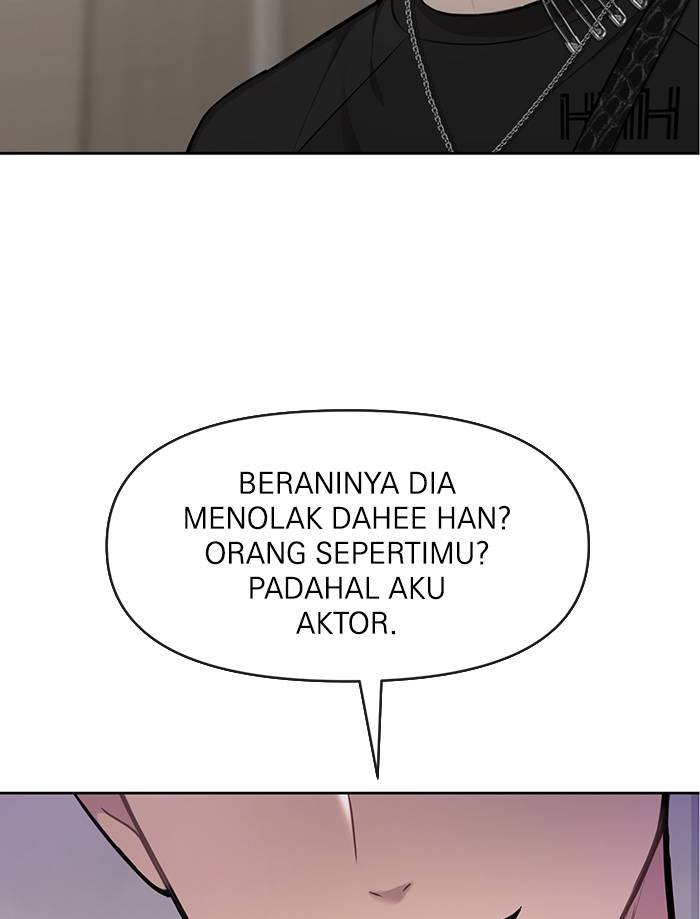 BERANINYA DIA
MENOLAK DAHEE HAN?
ORANG SEPERTIMU?
PADAHAL AKU
AKTOR.